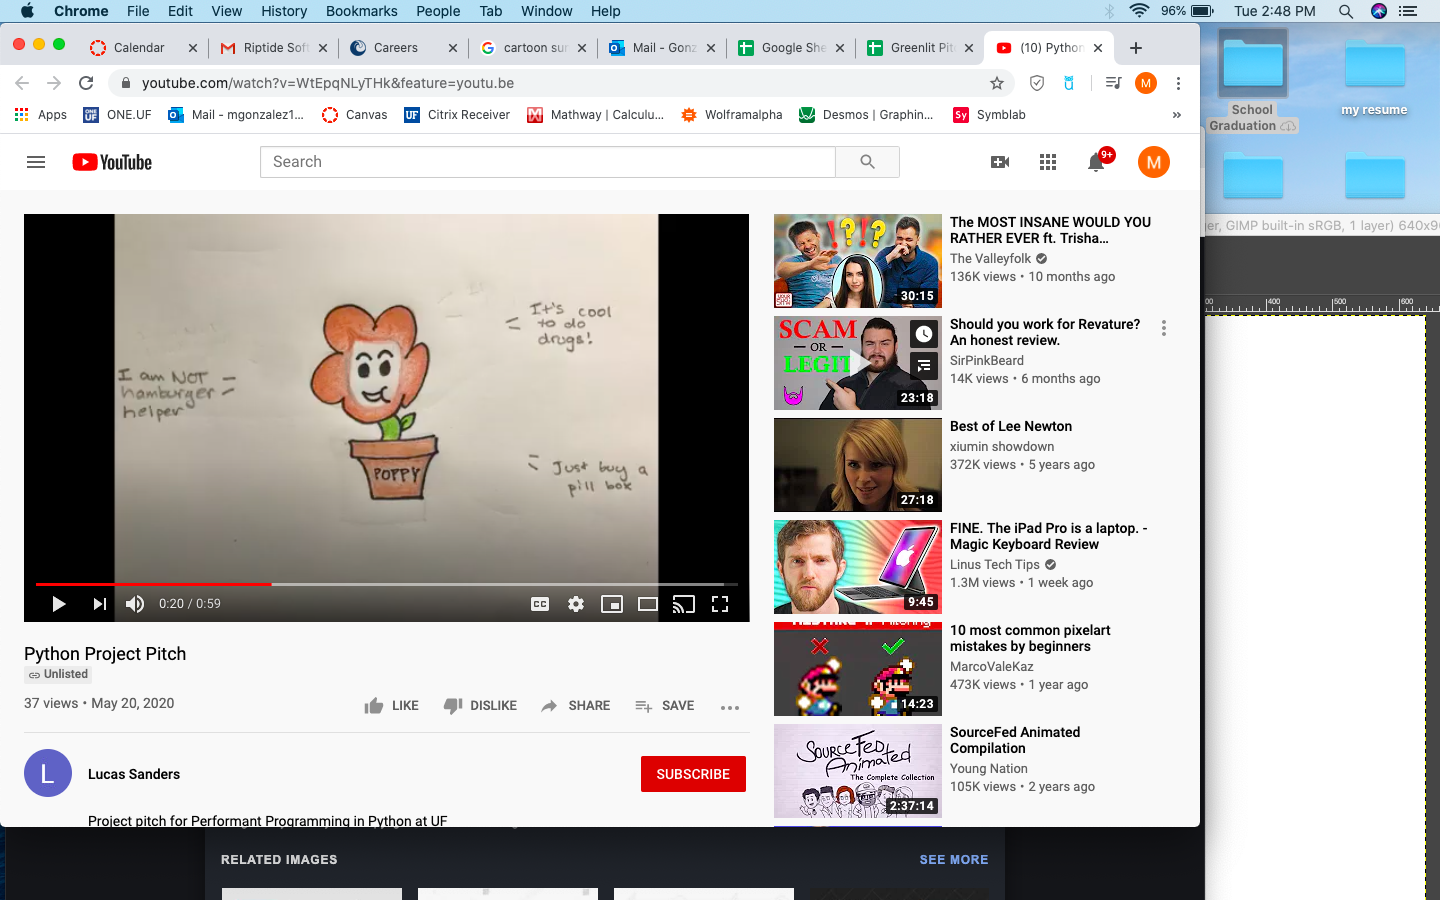 Chrome File Edit View History Bookmarks People Tab Window Help
96% Tue 2:48 PM
Calendar
Riptide Soft
Careers
cartoon sun
Mail - Gonz
Google She
Greenlit Pit
(10) Python
youtube.com/watch?v=WtEpqNLyTHk&feature=youtu.be
M
Apps
ONE.UF
Mail - mgonzalez1...
Canvas
UF Citrix Receiver
Mathway | Calculu...
Wolframalpha
Desmos | Graphin...
Sy Symblab
»
School
Graduation
my resume
YouTube
Search
9+
M
ger, GIMP built-in sRGB, 1 layer) 640x9
400 500 600
I am NOT
hamburger
helper
It's cool
to do
drugs!
Just buy a
pill box
POPPY
0:20 / 0:59
CC
Python Project Pitch
Unlisted
37 views • May 20, 2020
LIKE
DISLIKE
SHARE
SAVE
L
Lucas Sanders
SUBSCRIBE
Project pitch for Performant Programming in Python at UF
!?!?
30:15
The MOST INSANE WOULD YOU
RATHER EVER ft. Trisha...
The Valleyfolk
136K views • 10 months ago
SCAM
OR
LEGIT
23:18
Should you work for Revature?
An honest review.
SirPinkBeard
14K views • 6 months ago
27:18
Best of Lee Newton
xiumin showdown
372K views • 5 years ago
9:45
FINE. The iPad Pro is a laptop. -
Magic Keyboard Review
Linus Tech Tips
1.3M views • 1 week ago
14:23
10 most common pixelart
mistakes by beginners
MarcoValeKaz
473K views • 1 year ago
SourceFed
Animated
The Complete Collection
2:37:14
SourceFed Animated
Compilation
Young Nation
105K views • 2 years ago
RELATED IMAGES
SEE MORE